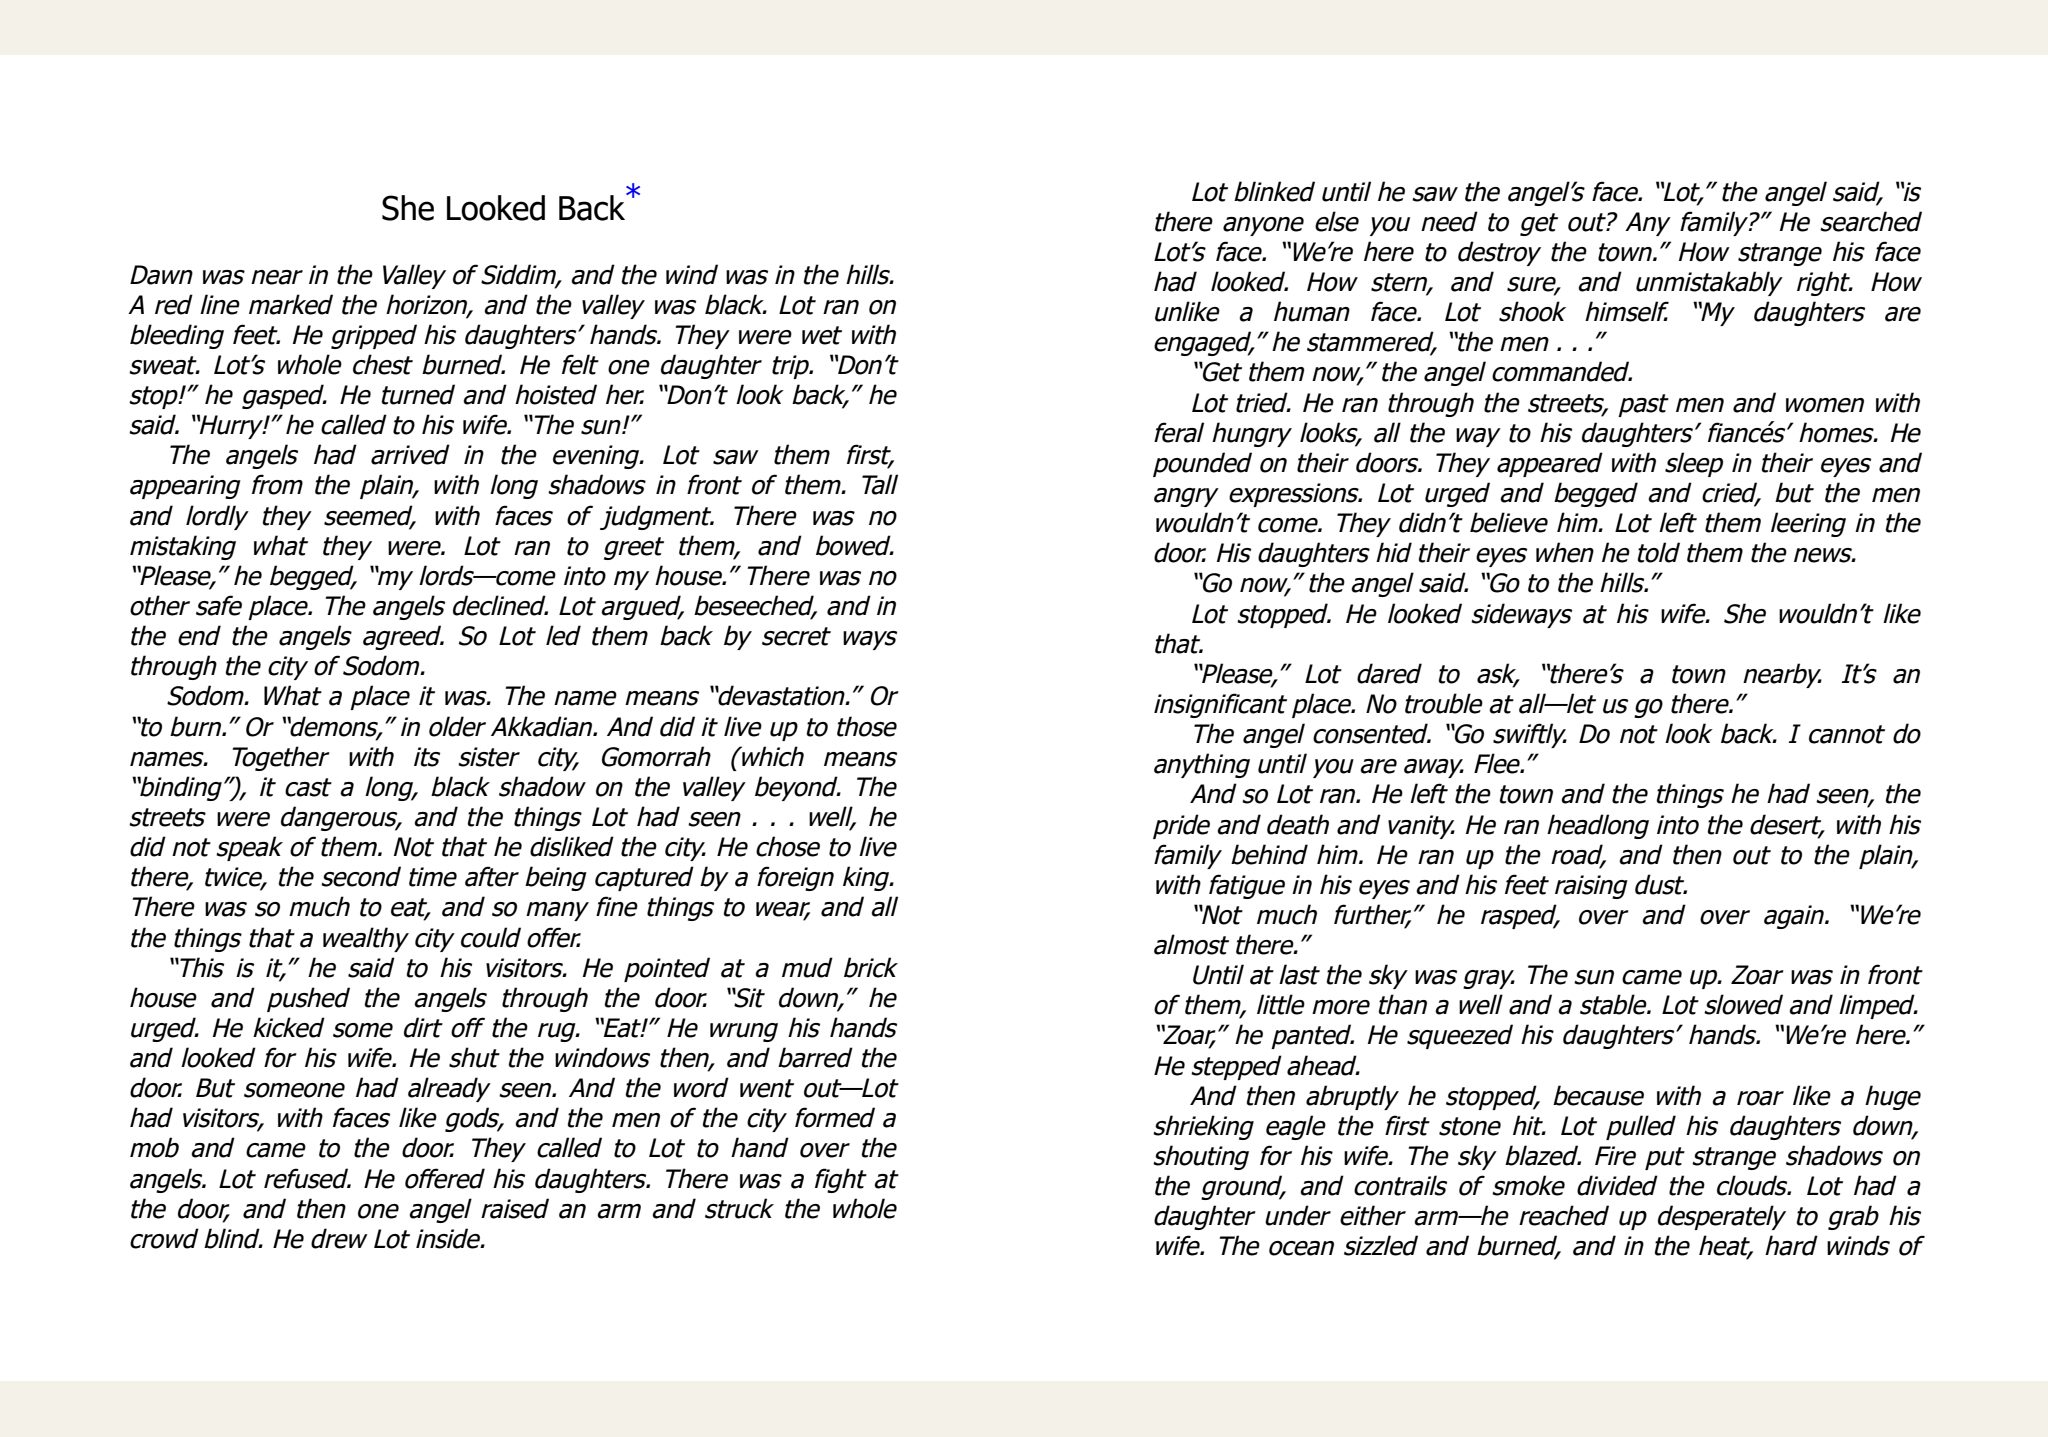 She Looked Back*
Dawn was near in the Valley of Siddim, and the wind was in the hills.
A red line marked the horizon, and the valley was black. Lot ran on
bleeding feet. He gripped his daughters’ hands. They were wet with
sweat. Lot’s whole chest burned. He felt one daughter trip. “Don’t
stop!” he gasped. He turned and hoisted her. “Don’t look back,” he
said. “Hurry!” he called to his wife. “The sun!”
The angels had arrived in the evening. Lot saw them first,
appearing from the plain, with long shadows in front of them. Tall
and lordly they seemed, with faces of judgment. There was no
mistaking what they were. Lot ran to greet them, and bowed.
“Please,” he begged, “my lords—come into my house.” There was no
other safe place. The angels declined. Lot argued, beseeched, and in
the end the angels agreed. So Lot led them back by secret ways
through the city of Sodom.
Sodom. What a place it was. The name means “devastation.” Or
“to burn.” Or “demons,” in older Akkadian. And did it live up to those
names. Together with its sister city, Gomorrah (which means
“binding”), it cast a long, black shadow on the valley beyond. The
streets were dangerous, and the things Lot had seen . . . well, he
did not speak of them. Not that he disliked the city. He chose to live
there, twice, the second time after being captured by a foreign king.
There was so much to eat, and so many fine things to wear, and all
the things that a wealthy city could offer.
“This is it,” he said to his visitors. He pointed at a mud brick
house and pushed the angels through the door. “Sit down,” he
urged. He kicked some dirt off the rug. “Eat!” He wrung his hands
and looked for his wife. He shut the windows then, and barred the
door. But someone had already seen. And the word went out—Lot
had visitors, with faces like gods, and the men of the city formed a
mob and came to the door. They called to Lot to hand over the
angels. Lot refused. He offered his daughters. There was a fight at
the door, and then one angel raised an arm and struck the whole
crowd blind. He drew Lot inside.
Lot blinked until he saw the angel’s face. “Lot,” the angel said, “is
there anyone else you need to get out? Any family?” He searched
Lot’s face. “We’re here to destroy the town.” How strange his face
had looked. How stern, and sure, and unmistakably right. How
unlike a human face. Lot shook himself. “My daughters are
engaged,” he stammered, “the men . . .”
“Get them now,” the angel commanded.
Lot tried. He ran through the streets, past men and women with
feral hungry looks, all the way to his daughters’ fiancés’ homes. He
pounded on their doors. They appeared with sleep in their eyes and
angry expressions. Lot urged and begged and cried, but the men
wouldn’t come. They didn’t believe him. Lot left them leering in the
door. His daughters hid their eyes when he told them the news.
“Go now,” the angel said. “Go to the hills.”
Lot stopped. He looked sideways at his wife. She wouldn’t like
that.
“Please,” Lot dared to ask, “there’s a town nearby. It’s an
insignificant place. No trouble at all—let us go there.”
The angel consented. “Go swiftly. Do not look back. I cannot do
anything until you are away. Flee.”
And so Lot ran. He left the town and the things he had seen, the
pride and death and vanity. He ran headlong into the desert, with his
family behind him. He ran up the road, and then out to the plain,
with fatigue in his eyes and his feet raising dust.
“Not much further,” he rasped, over and over again. “We’re
almost there.”
Until at last the sky was gray. The sun came up. Zoar was in front
of them, little more than a well and a stable. Lot slowed and limped.
“Zoar,” he panted. He squeezed his daughters’ hands. “We’re here.”
He stepped ahead.
And then abruptly he stopped, because with a roar like a huge
shrieking eagle the first stone hit. Lot pulled his daughters down,
shouting for his wife. The sky blazed. Fire put strange shadows on
the ground, and contrails of smoke divided the clouds. Lot had a
daughter under either arm—he reached up desperately to grab his
wife. The ocean sizzled and burned, and in the heat, hard winds of